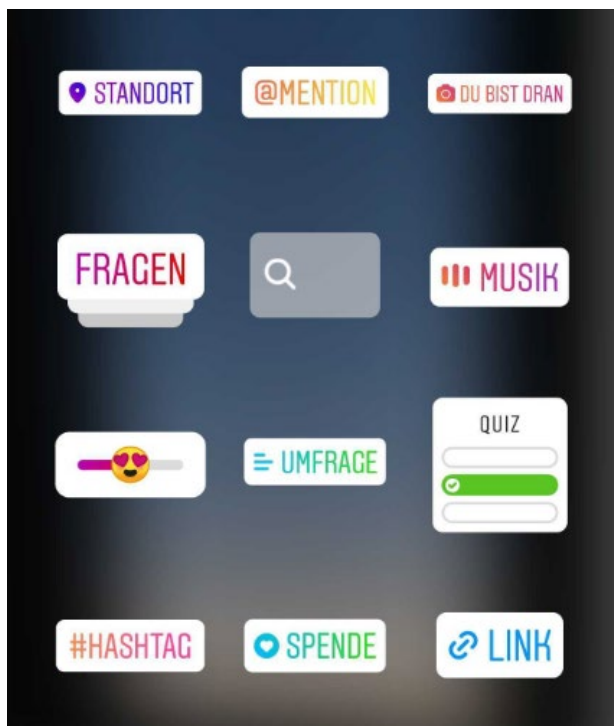 STANDORT
@MENTION
DU BIST DRAN
FRAGEN
MUSIK
UMFRAGE
QUIZ
#HASHTAG
SPENDE
LINK